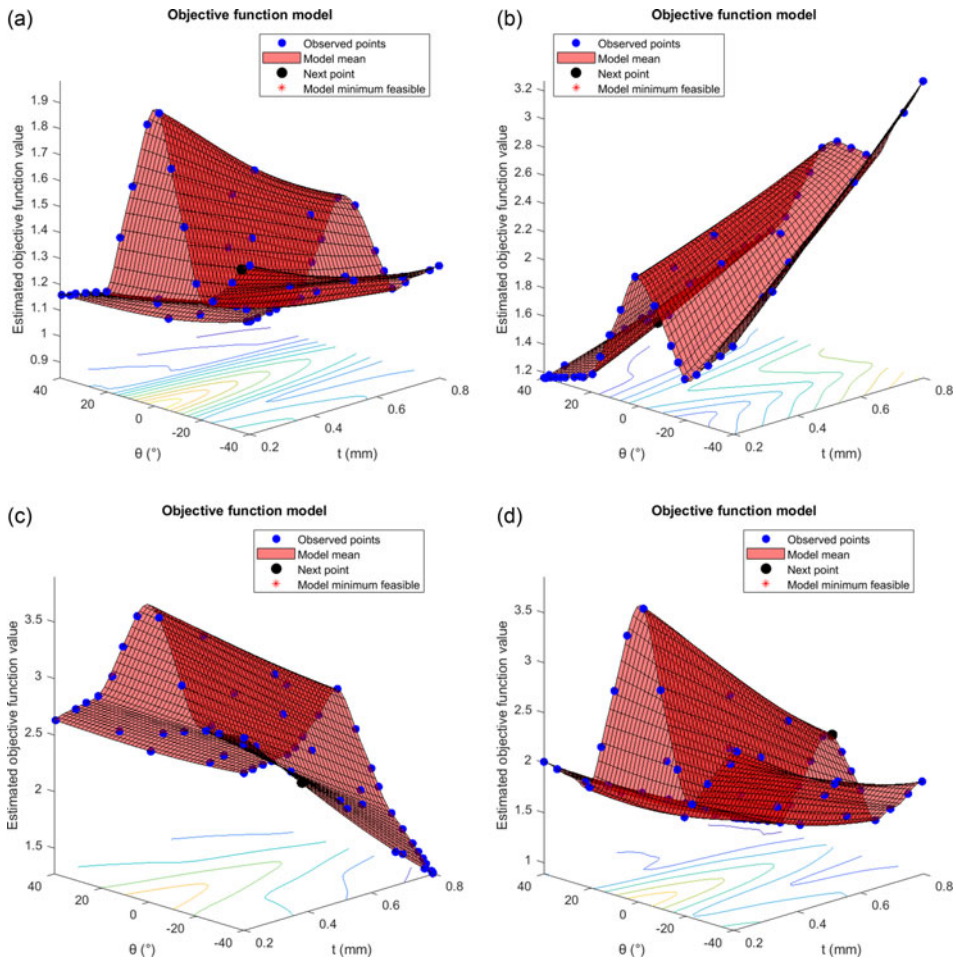 (a)
Objective function model
Observed points
Model mean
Next point
Model minimum feasible
Estimated objective function value
1.9
1.8
1.7
1.6
1.5
1.4
1.3
1.2
1.1
1
0.9
40
20
0
-20
-40
θ (°)
0.2
0.4
0.6
0.8
t (mm)
(b)
Objective function model
Observed points
Model mean
Next point
Model minimum feasible
Estimated objective function value
3.2
3
2.8
2.6
2.4
2.2
2
1.8
1.6
1.4
1.2
40
20
0
-20
-40
θ (°)
0.2
0.4
0.6
0.8
t (mm)
(c)
Objective function model
Observed points
Model mean
Next point
Model minimum feasible
Estimated objective function value
3.5
3
2.5
2
1.5
40
20
0
-20
-40
θ (°)
0.2
0.4
0.6
0.8
t (mm)
(d)
Objective function model
Observed points
Model mean
Next point
Model minimum feasible
Estimated objective function value
3.5
3
2.5
2
1.5
1
40
20
0
-20
-40
θ (°)
0.2
0.4
0.6
0.8
t (mm)